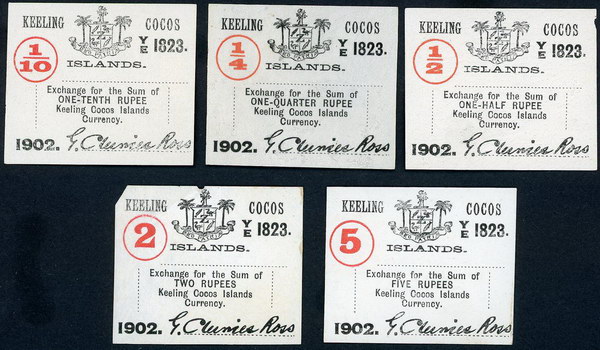 KEELING COCOS
1/10 YE 1823.
ISLANDS.
Exchange for the Sum of
ONE-TENTH RUPEE
Keeling Cocos Islands
Currency.
1902. G. Clunies Ross
KEELING COCOS
1/4 YE 1823.
ISLANDS.
Exchange for the Sum of
ONE-QUARTER RUPEE
Keeling Cocos Islands
Currency.
1902. G. Clunies Ross
KEELING COCOS
1/2 YE 1823.
ISLANDS.
Exchange for the Sum of
ONE-HALF RUPEE
Keeling Cocos Islands
Currency.
1902. G. Clunies Ross
KEELING COCOS
2 YE 1823.
ISLANDS.
Exchange for the Sum of
TWO RUPEES
Keeling Cocos Islands
Currency.
1902. G. Clunies Ross
KEELING COCOS
5 YE 1823.
ISLANDS.
Exchange for the Sum of
FIVE RUPEES
Keeling Cocos Islands
Currency.
1902. G. Clunies Ross